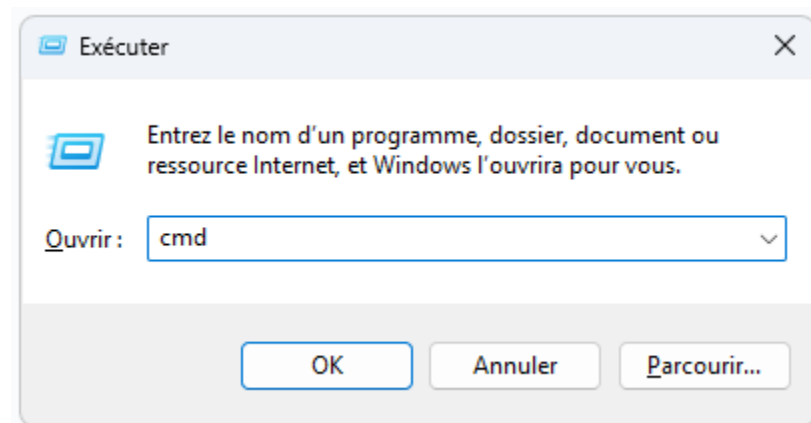 Exécuter
Entrez le nom d'un programme, dossier, document ou
ressource Internet, et Windows l'ouvrira pour vous.
Ouvrir : cmd
OK Annuler Parcourir...